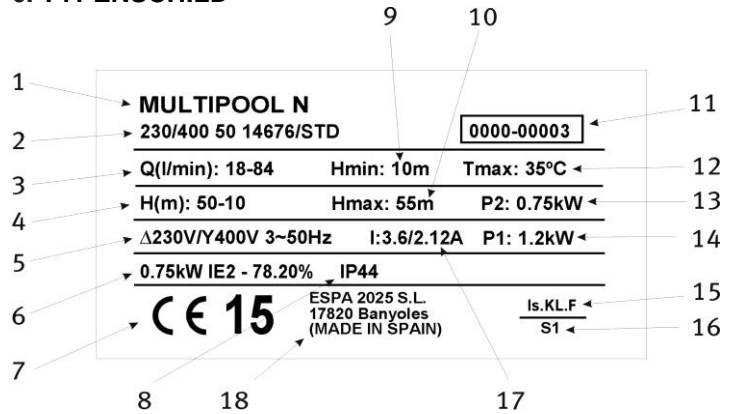 9 10
1 MULTIPOOL N 11
2 230/400 50 14676/STD 0000-00003
3 Q(l/min): 18-84 Hmin: 10m Tmax: 35ºC 12
4 H(m): 50-10 Hmax: 55m P2: 0.75kW 13
5 Δ230V/Y400V 3~50Hz I:3.6/2.12A P1: 1.2kW 14
6 0.75kW IE2 - 78.20% IP44
7 CE 15 ESPA 2025 S.L. Is.KL.F 15
17820 Banyoles
(MADE IN SPAIN) S1 16
8 18 17